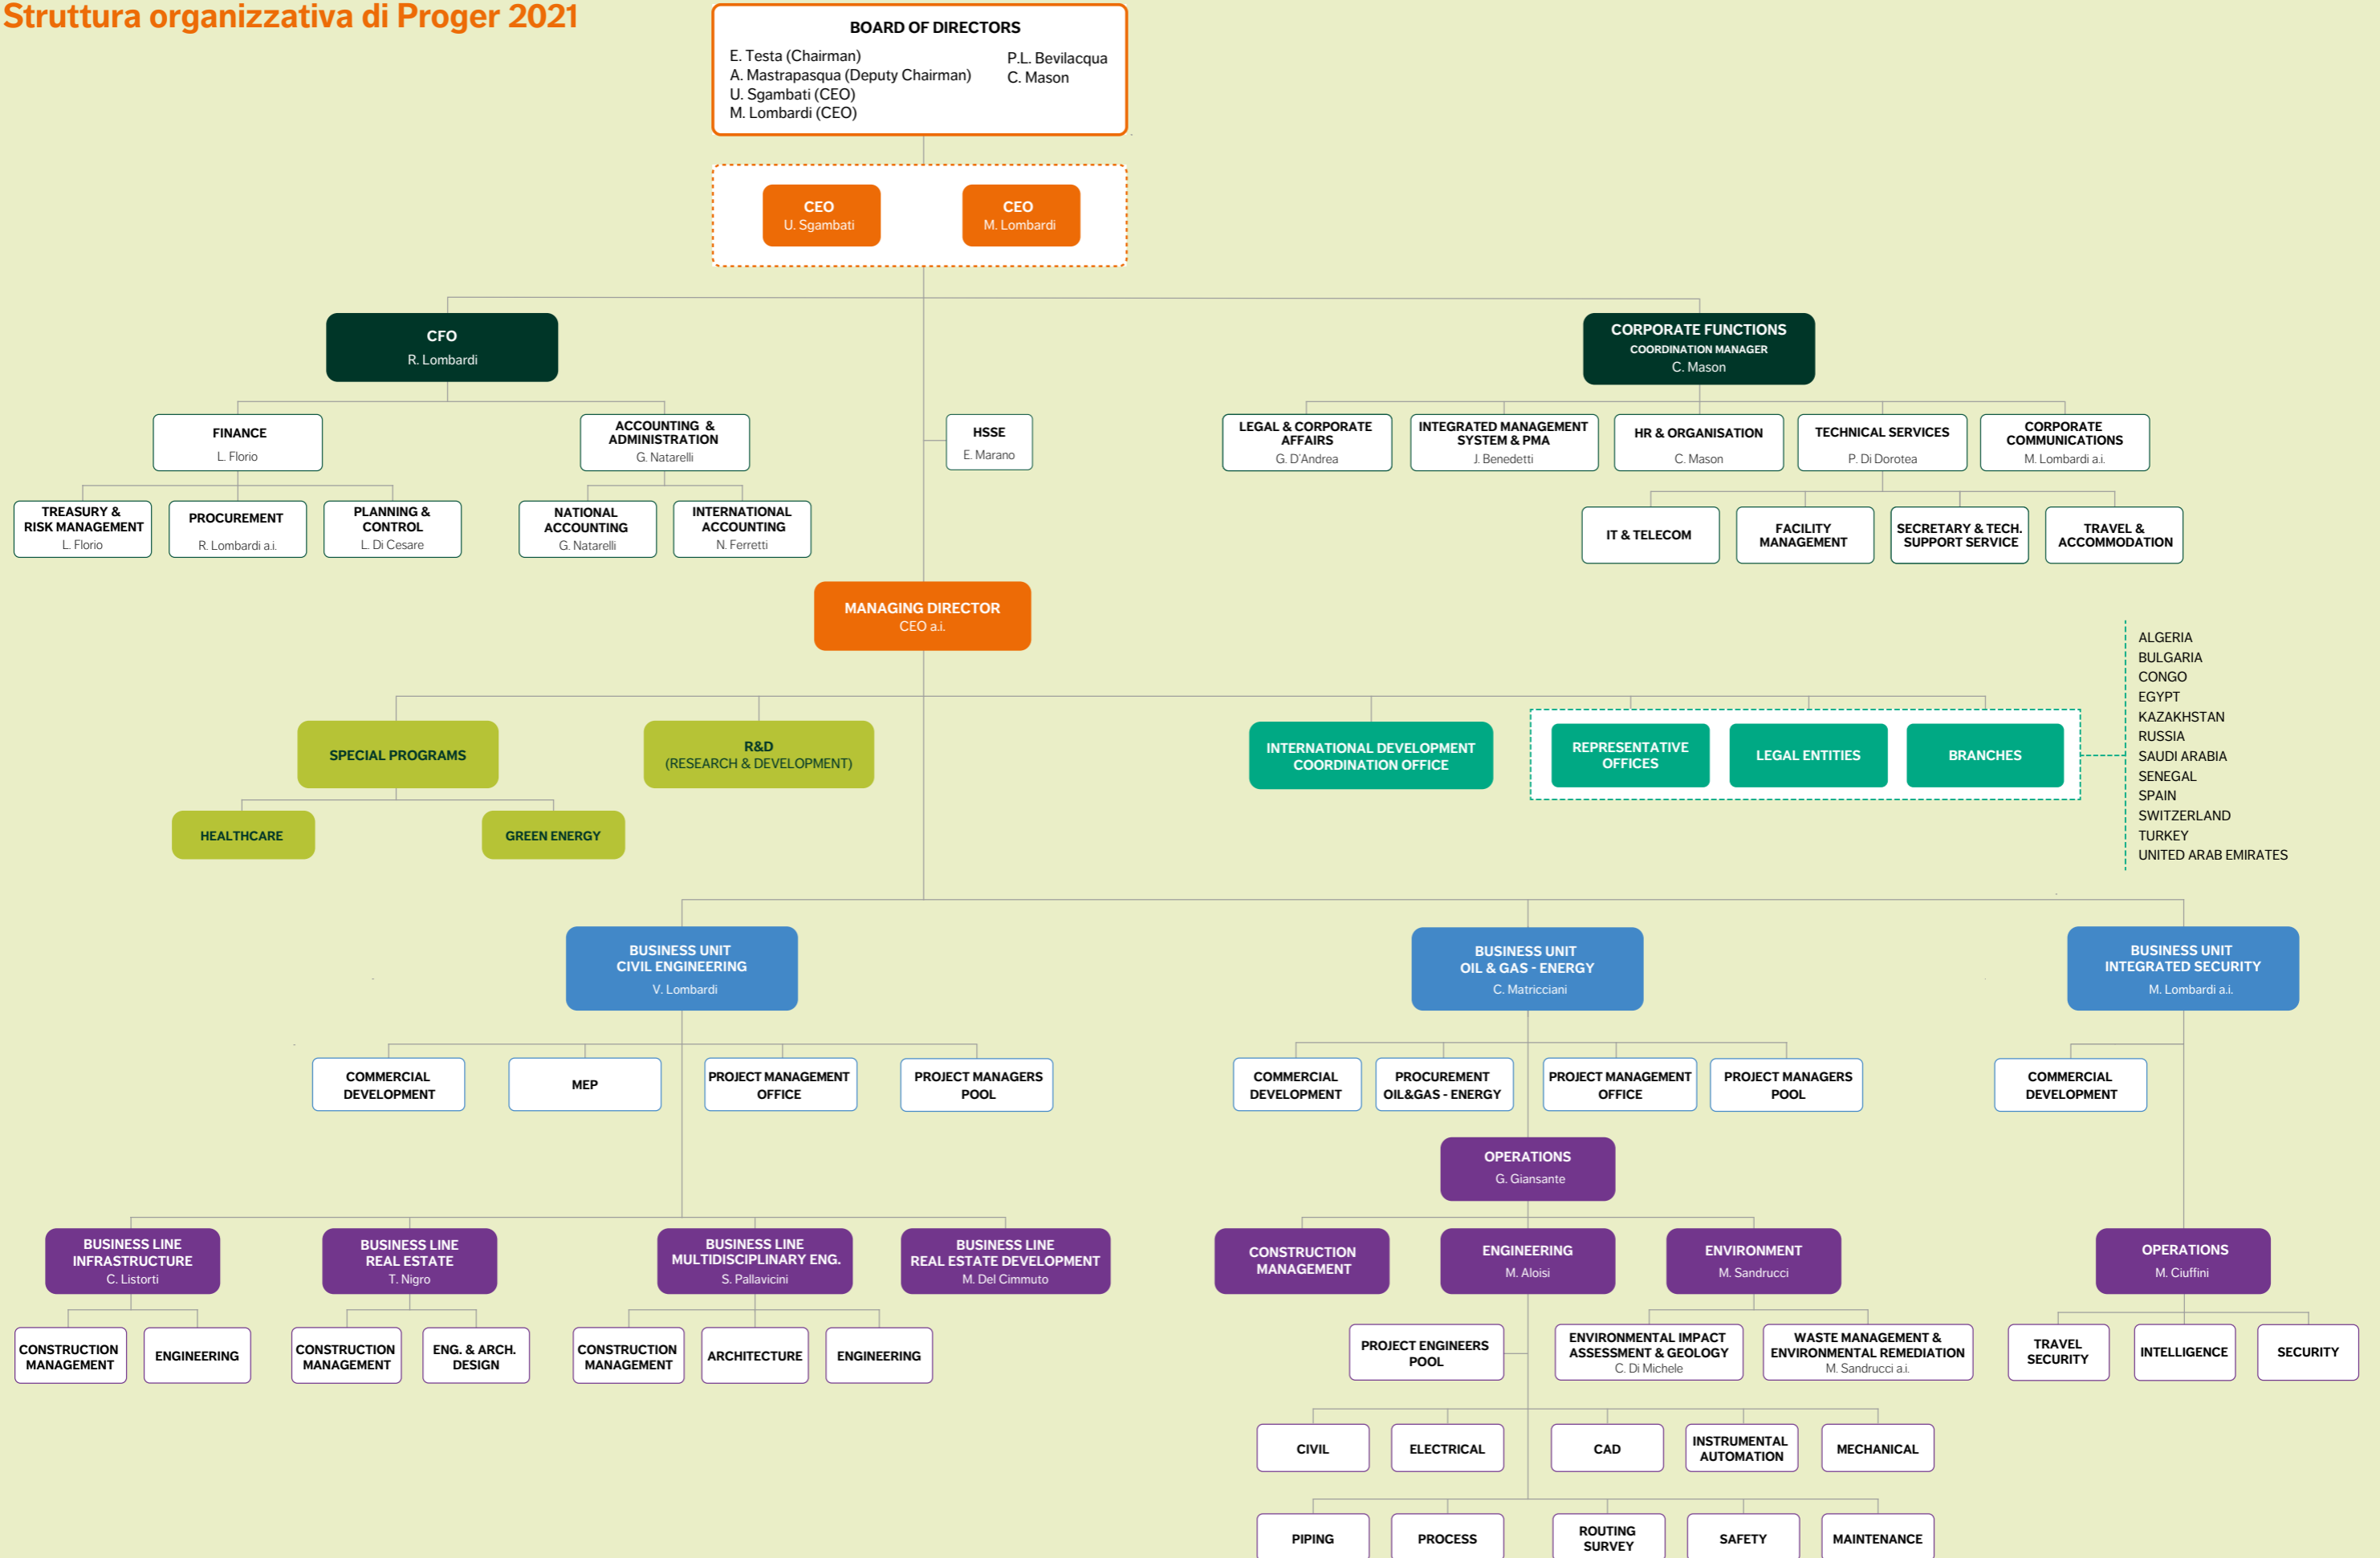 Struttura organizzativa di Proger 2021
BOARD OF DIRECTORS
E. Testa (Chairman)
A. Mastrapasqua (Deputy Chairman)
U. Sgambati (CEO)
M. Lombardi (CEO)
P.L. Bevilacqua
C. Mason
CEO
U. Sgambati
CEO
M. Lombardi
CFO
R. Lombardi
CORPORATE FUNCTIONS
COORDINATION MANAGER
C. Mason
FINANCE
L. Florio
ACCOUNTING &
ADMINISTRATION
G. Natarelli
HSSE
E. Marano
LEGAL & CORPORATE
AFFAIRS
G. D'Andrea
INTEGRATED MANAGEMENT
SYSTEM & PMA
J. Benedetti
HR & ORGANISATION
C. Mason
TECHNICAL SERVICES
P. Di Dorotea
CORPORATE
COMMUNICATIONS
M. Lombardi a.i.
TREASURY &
RISK MANAGEMENT
L. Florio
PROCUREMENT
R. Lombardi a.i.
PLANNING &
CONTROL
L. Di Cesare
NATIONAL
ACCOUNTING
G. Natarelli
INTERNATIONAL
ACCOUNTING
N. Ferretti
IT & TELECOM
FACILITY
MANAGEMENT
SECRETARY & TECH.
SUPPORT SERVICE
TRAVEL &
ACCOMMODATION
MANAGING DIRECTOR
CEO a.i.
SPECIAL PROGRAMS
R&D
(RESEARCH & DEVELOPMENT)
INTERNATIONAL DEVELOPMENT
COORDINATION OFFICE
REPRESENTATIVE
OFFICES
LEGAL ENTITIES
BRANCHES
ALGERIA
BULGARIA
CONGO
EGYPT
KAZAKHSTAN
RUSSIA
SAUDI ARABIA
SENEGAL
SPAIN
SWITZERLAND
TURKEY
UNITED ARAB EMIRATES
HEALTHCARE
GREEN ENERGY
BUSINESS UNIT
CIVIL ENGINEERING
V. Lombardi
BUSINESS UNIT
OIL & GAS - ENERGY
C. Matricciani
BUSINESS UNIT
INTEGRATED SECURITY
M. Lombardi a.i.
COMMERCIAL
DEVELOPMENT
MEP
PROJECT MANAGEMENT
OFFICE
PROJECT MANAGERS
POOL
COMMERCIAL
DEVELOPMENT
PROCUREMENT
OIL&GAS - ENERGY
PROJECT MANAGEMENT
OFFICE
PROJECT MANAGERS
POOL
COMMERCIAL
DEVELOPMENT
OPERATIONS
G. Giansante
BUSINESS LINE
INFRASTRUCTURE
C. Listorti
BUSINESS LINE
REAL ESTATE
T. Nigro
BUSINESS LINE
MULTIDISCIPLINARY ENG.
S. Pallavicini
BUSINESS LINE
REAL ESTATE DEVELOPMENT
M. Del Cimmuto
CONSTRUCTION
MANAGEMENT
ENGINEERING
M. Aloisi
ENVIRONMENT
M. Sandrucci
OPERATIONS
M. Ciuffini
CONSTRUCTION
MANAGEMENT
ENGINEERING
CONSTRUCTION
MANAGEMENT
ENG. & ARCH.
DESIGN
CONSTRUCTION
MANAGEMENT
ARCHITECTURE
ENGINEERING
PROJECT ENGINEERS
POOL
ENVIRONMENTAL IMPACT
ASSESSMENT & GEOLOGY
C. Di Michele
WASTE MANAGEMENT &
ENVIRONMENTAL REMEDIATION
M. Sandrucci a.i.
TRAVEL
SECURITY
INTELLIGENCE
SECURITY
CIVIL
ELECTRICAL
CAD
INSTRUMENTAL
AUTOMATION
MECHANICAL
PIPING
PROCESS
ROUTING
SURVEY
SAFETY
MAINTENANCE